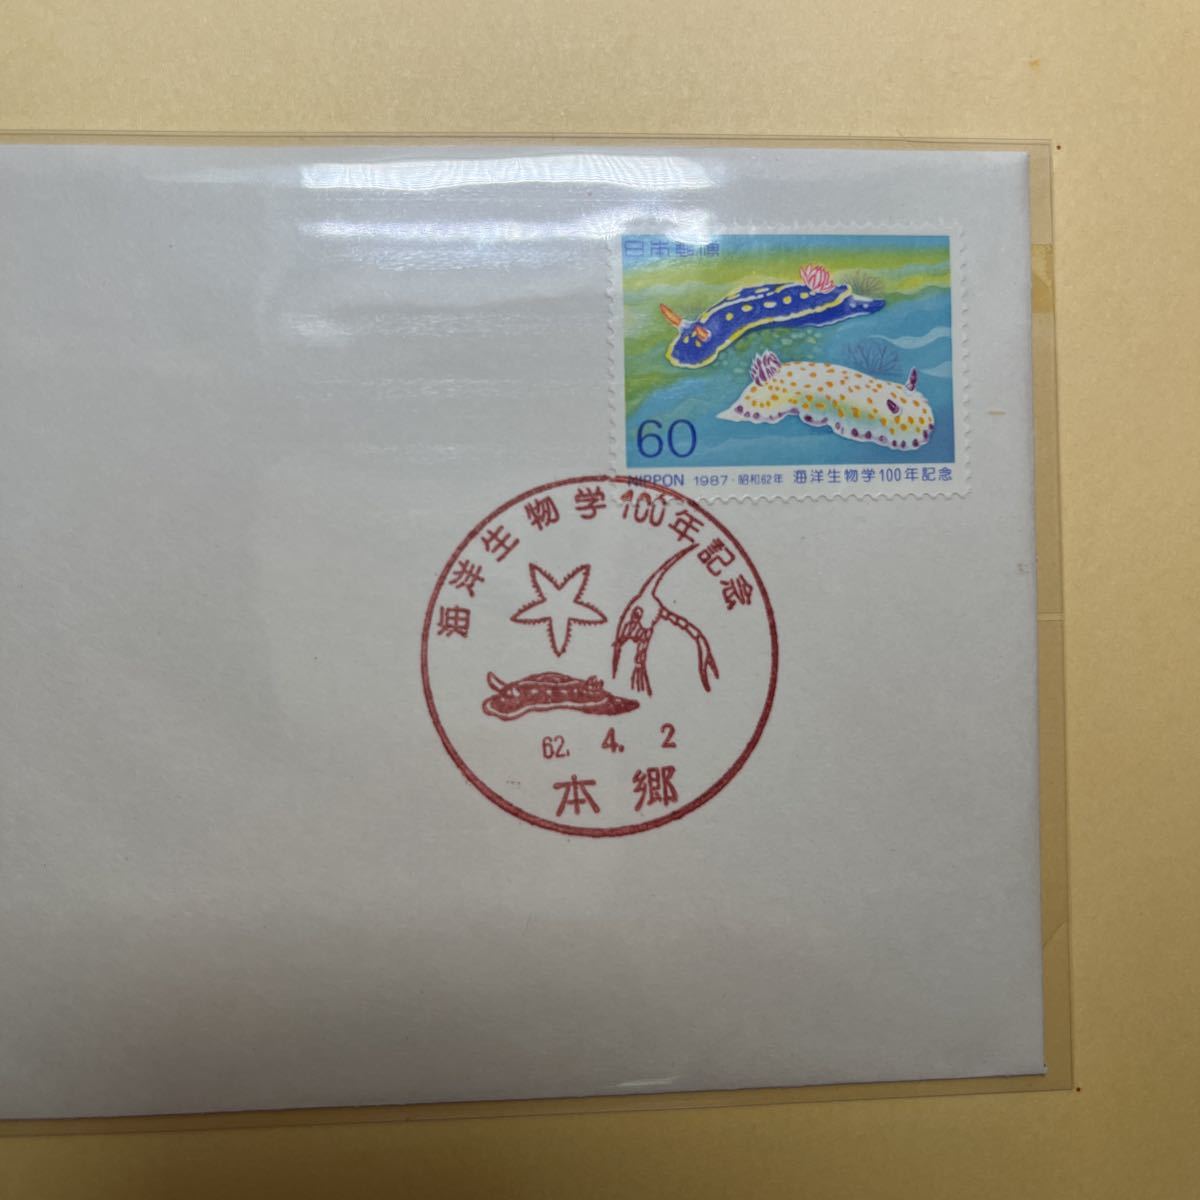 日本郵便
60
NIPPON 1987・昭和62年 海洋生物学100年記念
海洋生物学100年記念
62. 4. 2
本郷